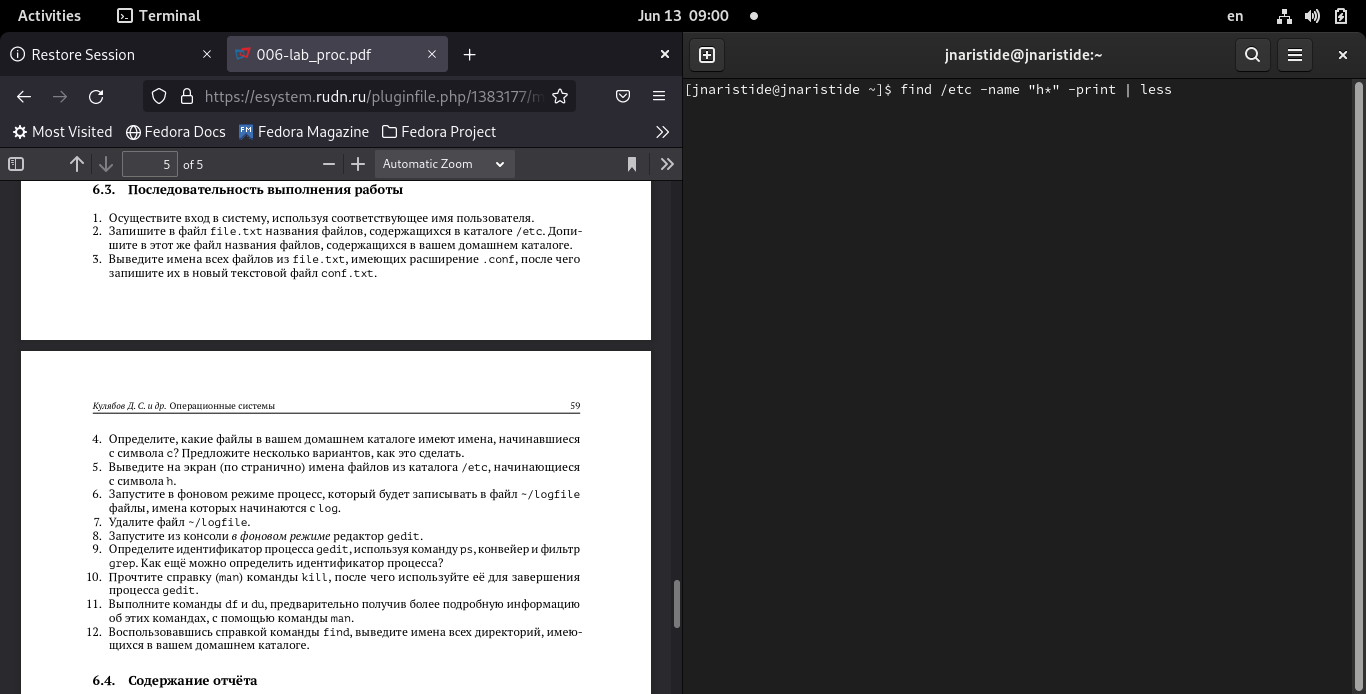 Activities
Terminal
Jun 13 09:00
en
Restore Session
006-lab_proc.pdf
https://esystem.rudn.ru/pluginfile.php/1383177/m
Most Visited
Fedora Docs
Fedora Magazine
Fedora Project
5 of 5
Automatic Zoom
6.3. Последовательность выполнения работы
1. Осуществите вход в систему, используя соответствующее имя пользователя.
2. Запишите в файл file.txt названия файлов, содержащихся в каталоге /etc. Допи-
шите в этот же файл названия файлов, содержащихся в вашем домашнем каталоге.
3. Выведите имена всех файлов из file.txt, имеющих расширение .conf, после чего
запишите их в новый текстовой файл conf.txt.
Кулябов Д. С. и др. Операционные системы 59
4. Определите, какие файлы в вашем домашнем каталоге имеют имена, начинавшиеся
с символа c? Предложите несколько вариантов, как это сделать.
5. Выведите на экран (по странично) имена файлов из каталога /etc, начинающиеся
с символа h.
6. Запустите в фоновом режиме процесс, который будет записывать в файл ~/logfile
файлы, имена которых начинаются с log.
7. Удалите файл ~/logfile.
8. Запустите из консоли в фоновом режиме редактор gedit.
9. Определите идентификатор процесса gedit, используя команду ps, конвейер и фильтр
grep. Как ещё можно определить идентификатор процесса?
10. Прочтите справку (man) команды kill, после чего используйте её для завершения
процесса gedit.
11. Выполните команды df и du, предварительно получив более подробную информацию
об этих командах, с помощью команды man.
12. Воспользовавшись справкой команды find, выведите имена всех директорий, имею-
щихся в вашем домашнем каталоге.
6.4. Содержание отчёта
jnaristide@jnaristide:~
[jnaristide@jnaristide ~]$ find /etc -name "h*" -print | less